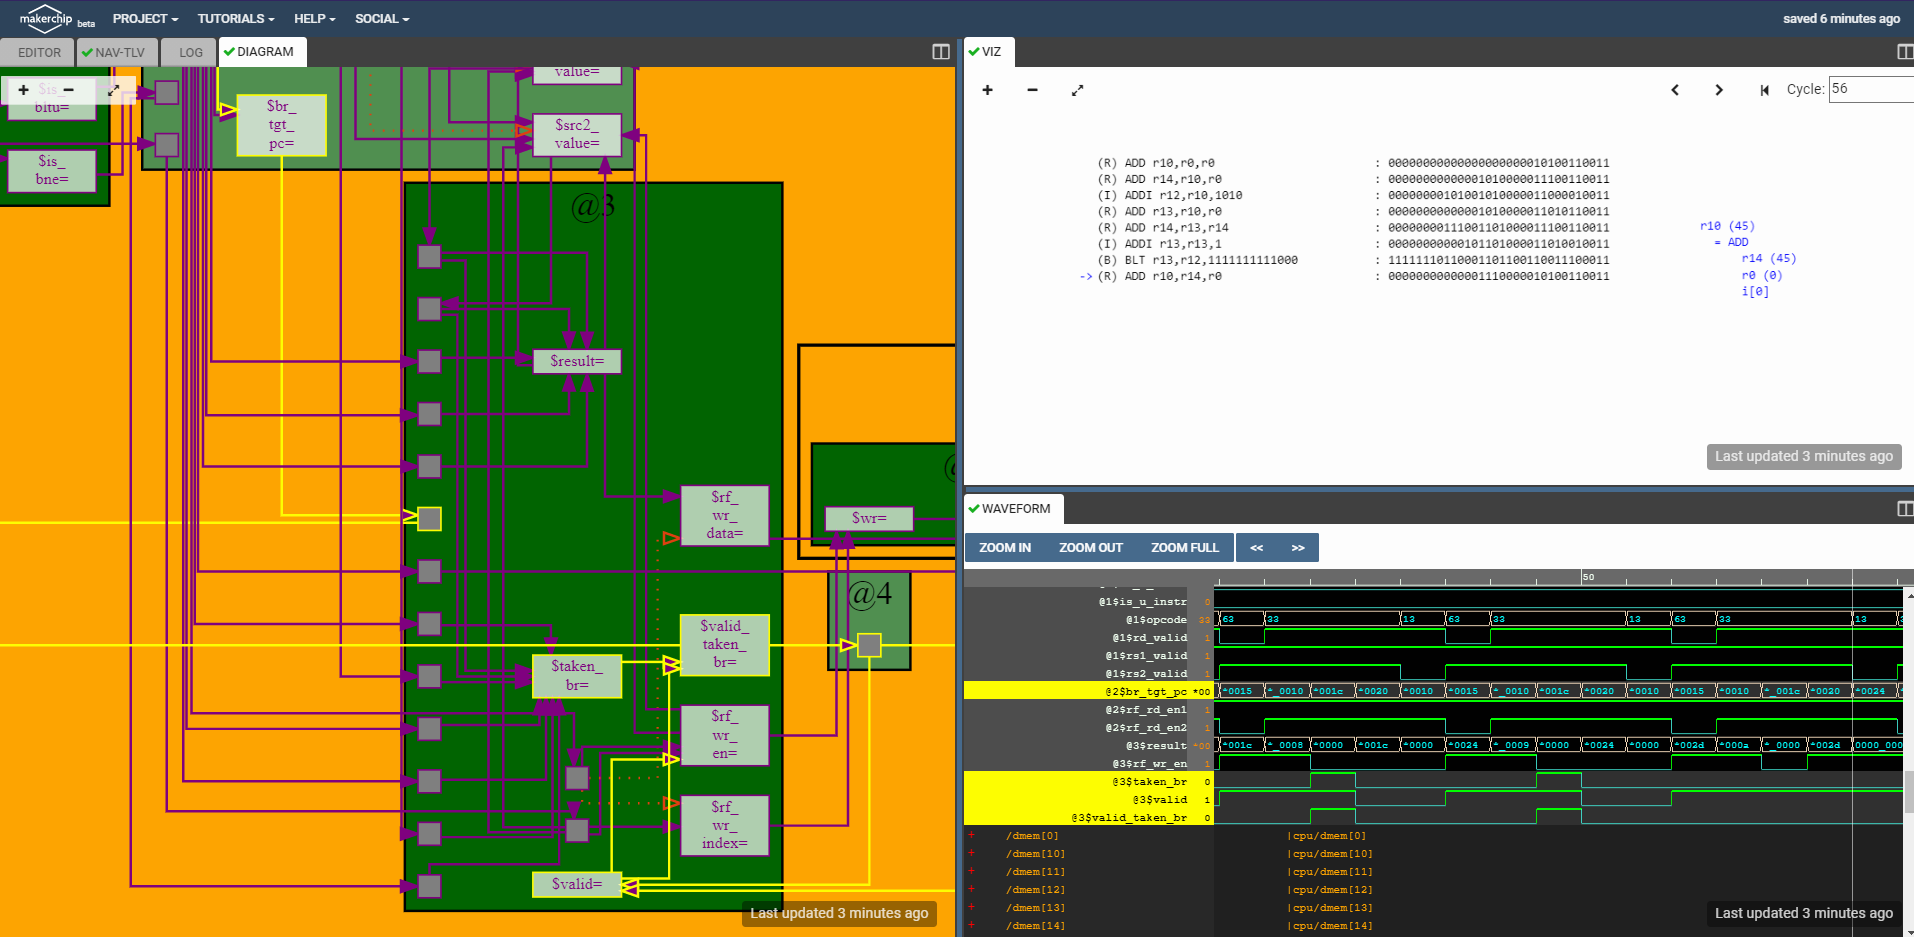 makerchip beta PROJECT TUTORIALS HELP SOCIAL saved 6 minutes ago
EDITOR NAV-TLV LOG DIAGRAM
$is_
bltu=
$is_
bne=
$br_
tgt_
pc=
value=
$src2_
value=
@3
$result=
$rf_
wr_
data=
$wr=
@4
$valid_
taken_
br=
$taken_
br=
$rf_
wr_
en=
$rf_
wr_
index=
$valid=
Last updated 3 minutes ago
VIZ
Cycle: 56
(R) ADD r10,r0,r0 : 00000000000000000000010100110011
(R) ADD r14,r10,r0 : 00000000000001010000011100110011
(I) ADDI r12,r10,1010 : 00000000101001010000011000010011
(R) ADD r13,r10,r0 : 00000000000001010000011010110011
(R) ADD r14,r13,r14 : 00000000111001101000011100110011
(I) ADDI r13,r13,1 : 00000000000101101000011010010011
(B) BLT r13,r12,1111111111000 : 11111110110001101100110011100011
-> (R) ADD r10,r14,r0 : 00000000000001110000010100110011
r10 (45)
= ADD
r14 (45)
r0 (0)
i[0]
Last updated 3 minutes ago
WAVEFORM
ZOOM IN ZOOM OUT ZOOM FULL << >>
50
@1$is_u_instr 0
@1$opcode 33 63 33 13 63 33 13 63 33 13
@1$rd_valid 1
@1$rs1_valid 1
@1$rs2_valid 1
@2$br_tgt_pc *00 *0015 *_0010 *001c *0020 *0010 *0015 *_0010 *001c *0020 *0010 *0015 *0010 *_001c *0020 *0024
@2$rf_rd_en1 1
@2$rf_rd_en2 1
@3$result *00 *001c *_0008 *0000 *001c *0000 *0024 *_0009 *0000 *0024 *0000 *002d *000a *_0000 *002d 0000_000
@3$rf_wr_en 1
@3$taken_br 0
@3$valid 1
@3$valid_taken_br 0
+ /dmem[0] |cpu/dmem[0]
+ /dmem[10] |cpu/dmem[10]
+ /dmem[11] |cpu/dmem[11]
+ /dmem[12] |cpu/dmem[12]
+ /dmem[13] |cpu/dmem[13]
+ /dmem[14] |cpu/dmem[14]
Last updated 3 minutes ago